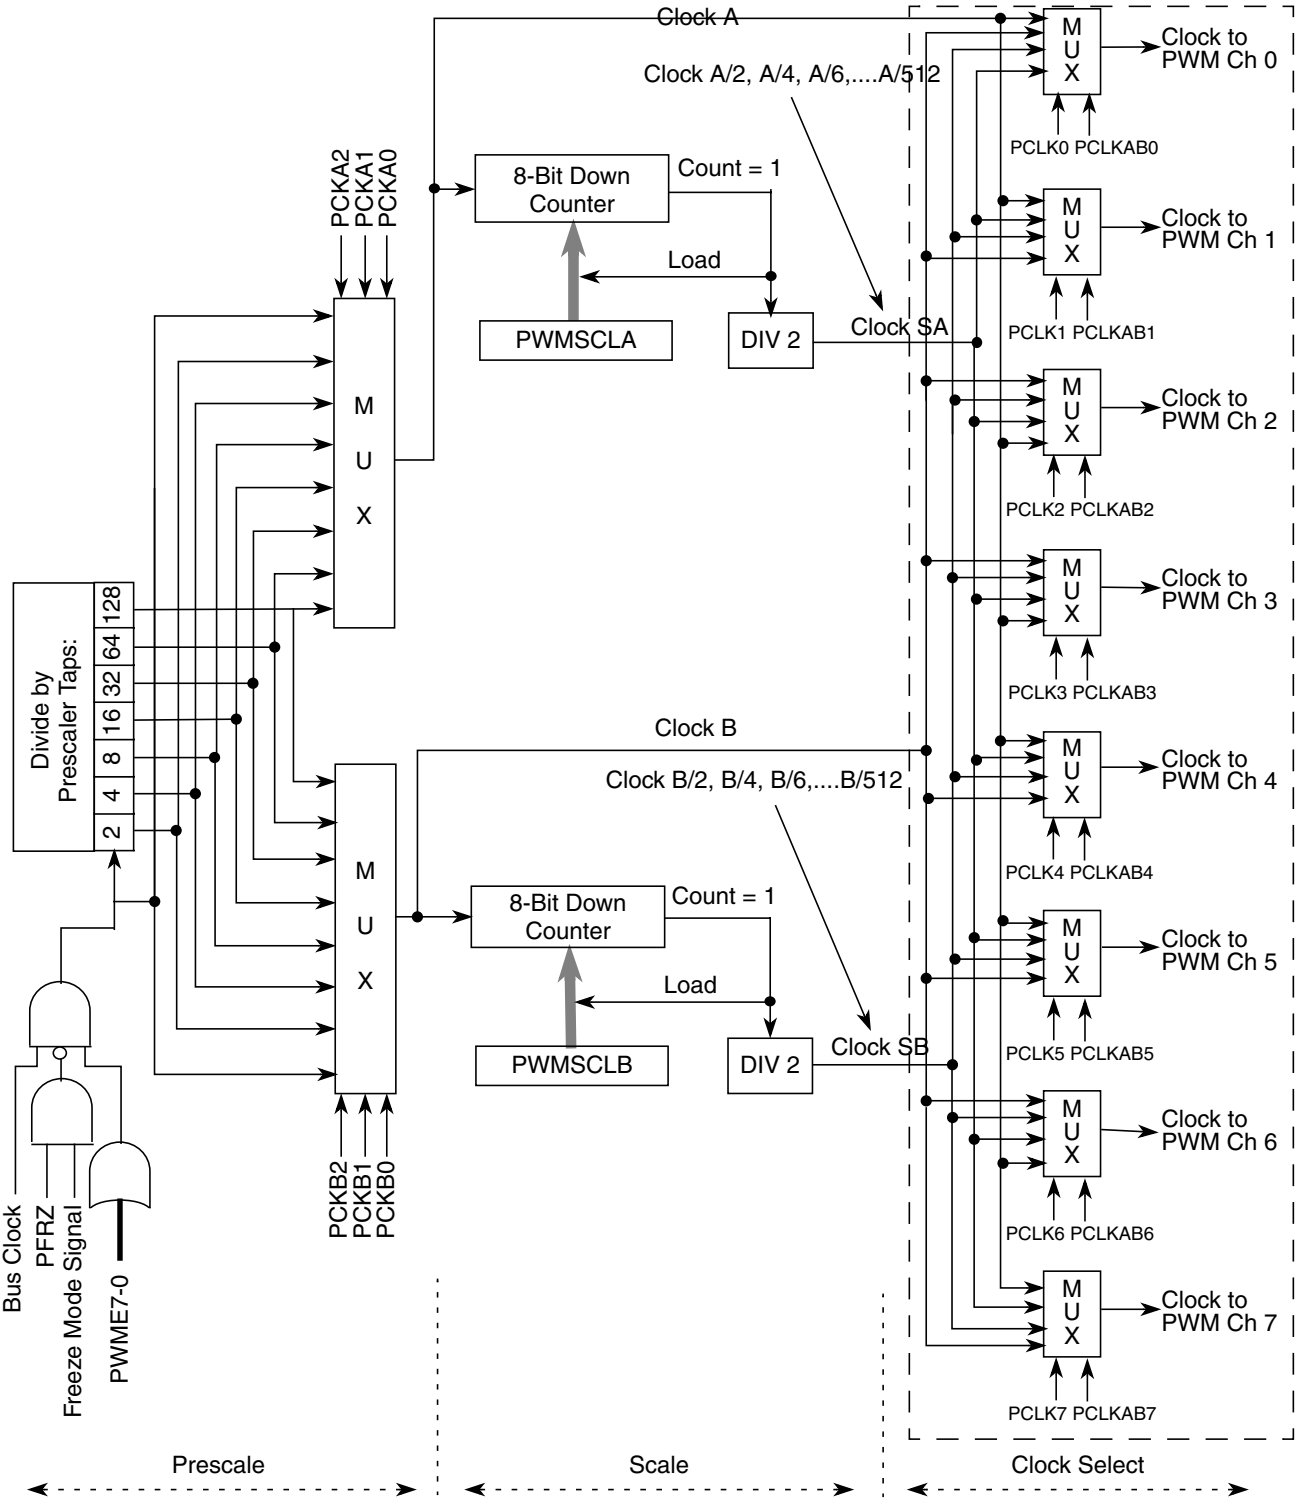 Clock A
Clock A/2, A/4, A/6,....A/512
M
U
X
Clock to
PWM Ch 0
PCLK0 PCLKAB0
PCKA2
PCKA1
PCKA0
8-Bit Down
Counter
Count = 1
Load
PWMSCLA
DIV 2
Clock SA
M
U
X
Clock to
PWM Ch 1
PCLK1 PCLKAB1
M
U
X
M
U
X
Clock to
PWM Ch 2
PCLK2 PCLKAB2
M
U
X
Clock to
PWM Ch 3
PCLK3 PCLKAB3
Divide by
Prescaler Taps:
128
64
32
16
8
4
2
Clock B
Clock B/2, B/4, B/6,....B/512
M
U
X
Clock to
PWM Ch 4
PCLK4 PCLKAB4
M
U
X
8-Bit Down
Counter
Count = 1
Load
PWMSCLB
DIV 2
Clock SB
M
U
X
Clock to
PWM Ch 5
PCLK5 PCLKAB5
PCKB2
PCKB1
PCKB0
M
U
X
Clock to
PWM Ch 6
PCLK6 PCLKAB6
Bus Clock
PFRZ
Freeze Mode Signal
PWME7-0
M
U
X
Clock to
PWM Ch 7
PCLK7 PCLKAB7
Prescale
Scale
Clock Select